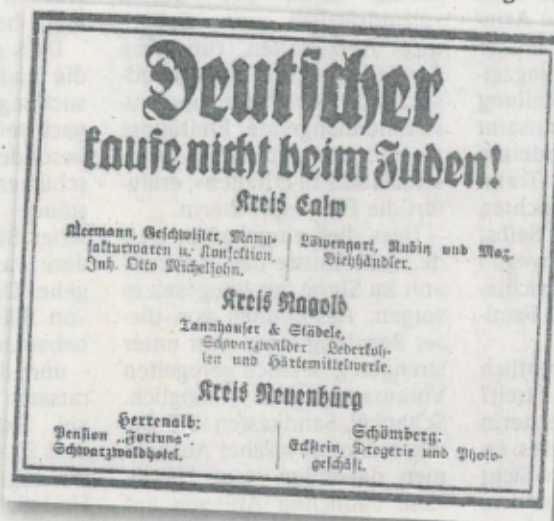 Deutscher
kaufe nicht beim Juden!
Kreis Calw
Aleemann, Geschwister, Manu-
fakturwaren u. Konfektion.
Inh. Otto Michelsohn.
Löwengart, Rubin und Max
Viehhändler.
Kreis Nagold
Tannhauser & Städele,
Schwarzwälder Lederkoh-
len und Härtemittelwerke.
Kreis Neuenbürg
Herrenalb:
Pension „Fortuna"
Schwarzwaldhotel.
Schömberg:
Eckstein, Drogerie und Photo-
geschäft.